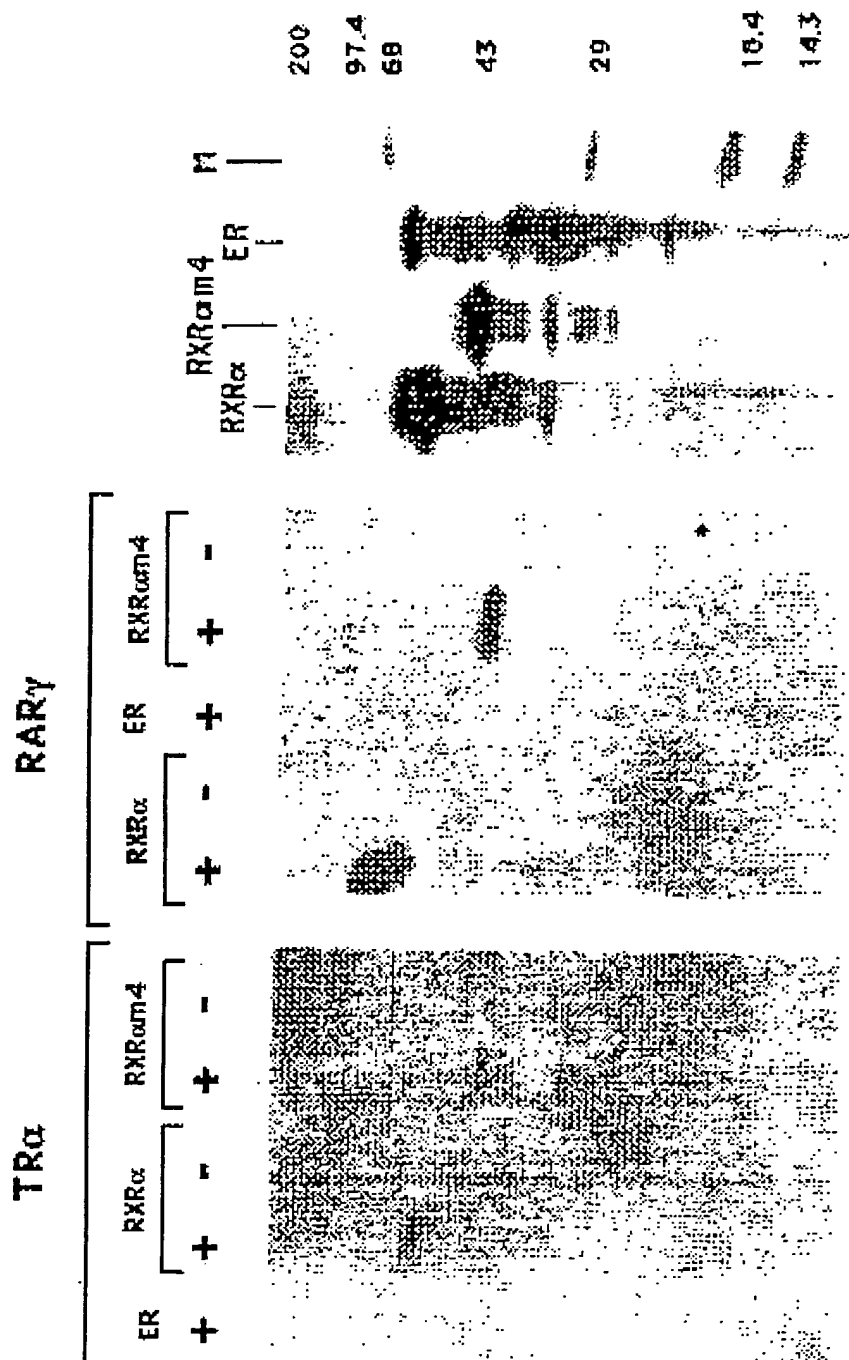 TRα RARγ
ER RXRα RXRαm4 RXRα ER RXRαm4 RXRα RXRαm4 ER M
+ + - + - + - + + -
200
97.4
68
43
29
18.4
14.3